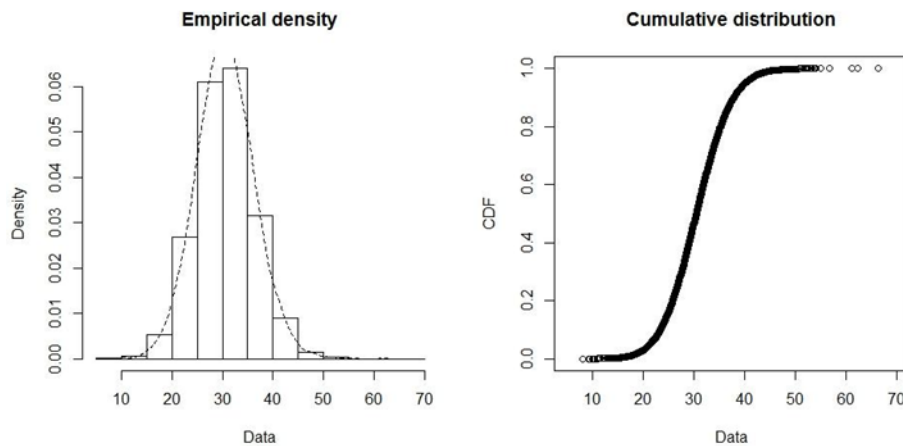 Empirical density
Density
0.00 0.01 0.02 0.03 0.04 0.05 0.06
10 20 30 40 50 60 70
Data
Cumulative distribution
CDF
0.0 0.2 0.4 0.6 0.8 1.0
10 20 30 40 50 60 70
Data